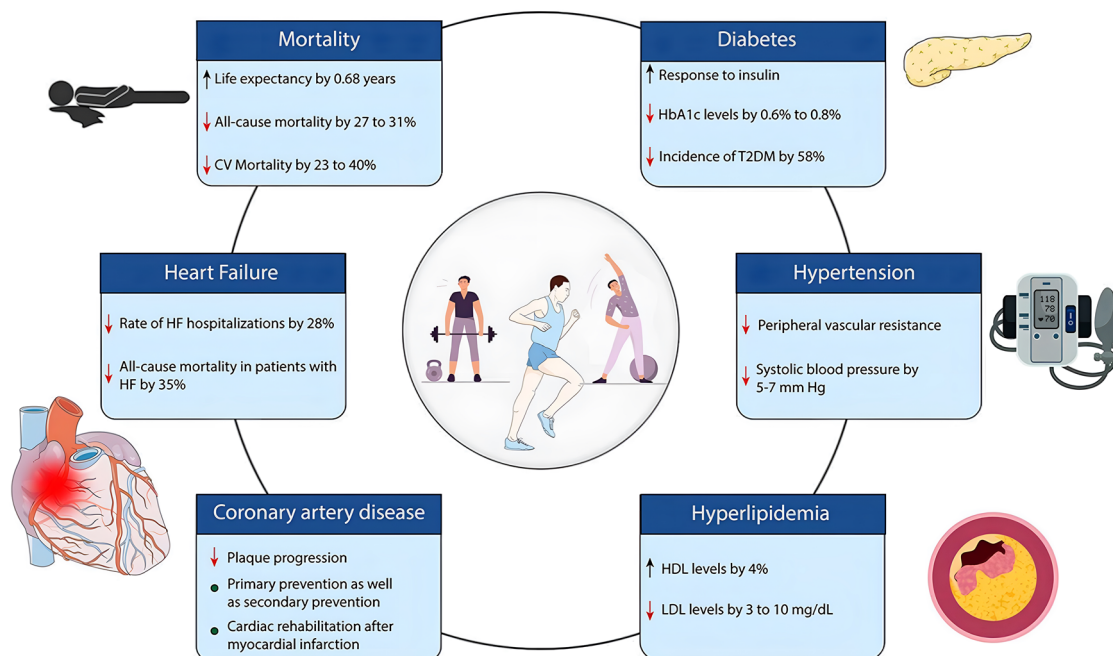 Mortality
↑ Life expectancy by 0.68 years
↓ All-cause mortality by 27 to 31%
↓ CV Mortality by 23 to 40%
Diabetes
↑ Response to insulin
↓ HbA1c levels by 0.6% to 0.8%
↓ Incidence of T2DM by 58%
Heart Failure
↓ Rate of HF hospitalizations by 28%
↓ All-cause mortality in patients with
HF by 35%
Hypertension
↓ Peripheral vascular resistance
↓ Systolic blood pressure by
5-7 mm Hg
118
78
♥70
Coronary artery disease
↓ Plaque progression
● Primary prevention as well
as secondary prevention
● Cardiac rehabilitation after
myocardial infarction
Hyperlipidemia
↑ HDL levels by 4%
↓ LDL levels by 3 to 10 mg/dL